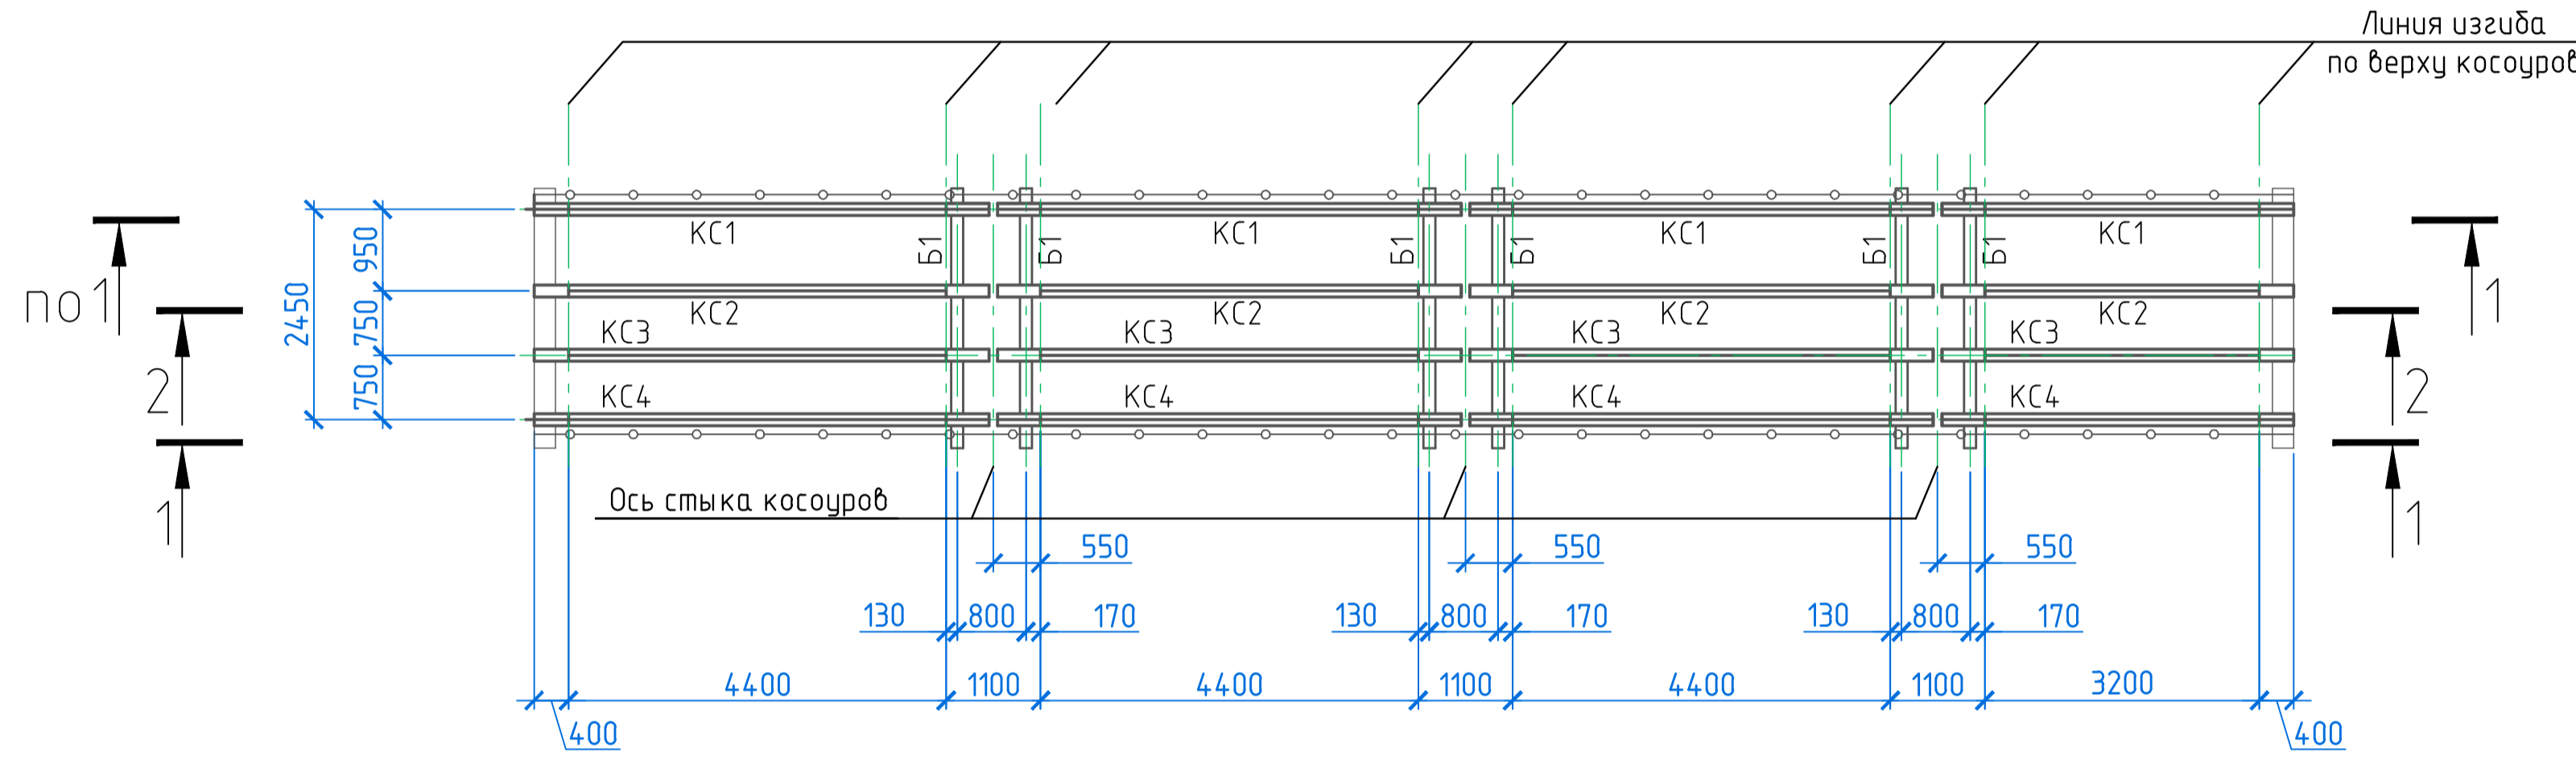 Линия изгиба
по верху косоуров
КС1 КС1 КС1 КС1
Б1 Б1 Б1 Б1 Б1 Б1
950
по 1
1
2450
750
КС2 КС2 КС2 КС2
КС3 КС3 КС3 КС3
2
750
КС4 КС4 КС4 КС4
2
1
Ось стыка косоуров
1
550 550 550
130 800 170 130 800 170 130 800 170
4400 1100 4400 1100 4400 1100 3200
400 400